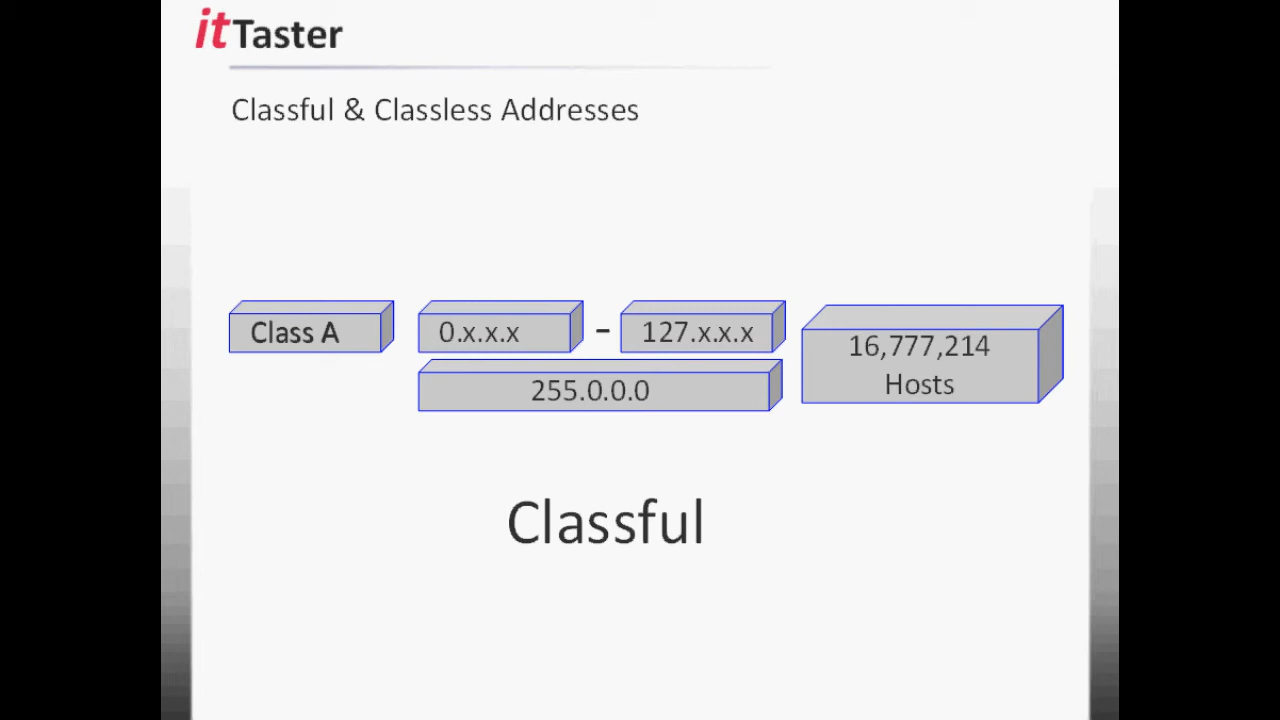 itTaster
Classful & Classless Addresses
Class A
0.x.x.x - 127.x.x.x
255.0.0.0
16,777,214
Hosts
Classful